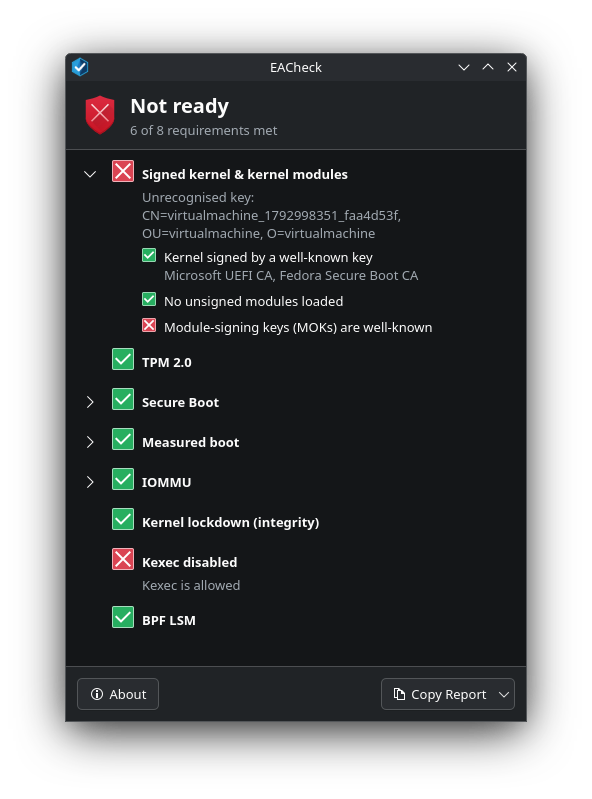 EACheck
Not ready
6 of 8 requirements met
Signed kernel & kernel modules
Unrecognised key:
CN=virtualmachine_1792998351_faa4d53f,
OU=virtualmachine, O=virtualmachine
Kernel signed by a well-known key
Microsoft UEFI CA, Fedora Secure Boot CA
No unsigned modules loaded
Module-signing keys (MOKs) are well-known
TPM 2.0
Secure Boot
Measured boot
IOMMU
Kernel lockdown (integrity)
Kexec disabled
Kexec is allowed
BPF LSM
About
Copy Report